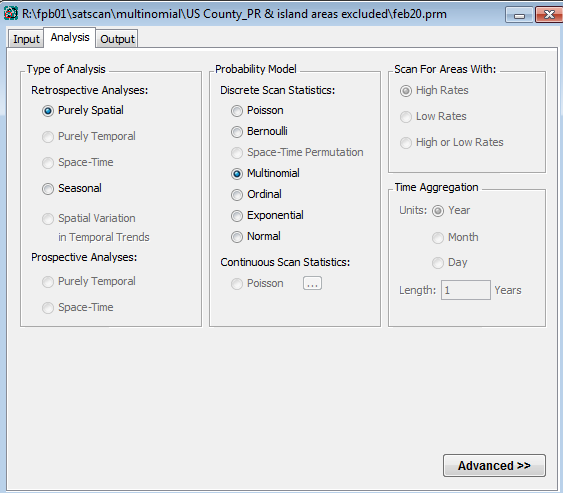 R:\fpb01\satscan\multinomial\US County_PR & island areas excluded\feb20.prm
Input Analysis Output
Type of Analysis
Retrospective Analyses:
Purely Spatial
Purely Temporal
Space-Time
Seasonal
Spatial Variation
in Temporal Trends
Prospective Analyses:
Purely Temporal
Space-Time
Probability Model
Discrete Scan Statistics:
Poisson
Bernoulli
Space-Time Permutation
Multinomial
Ordinal
Exponential
Normal
Continuous Scan Statistics:
Poisson ...
Scan For Areas With:
High Rates
Low Rates
High or Low Rates
Time Aggregation
Units: Year
Month
Day
Length: 1 Years
Advanced >>